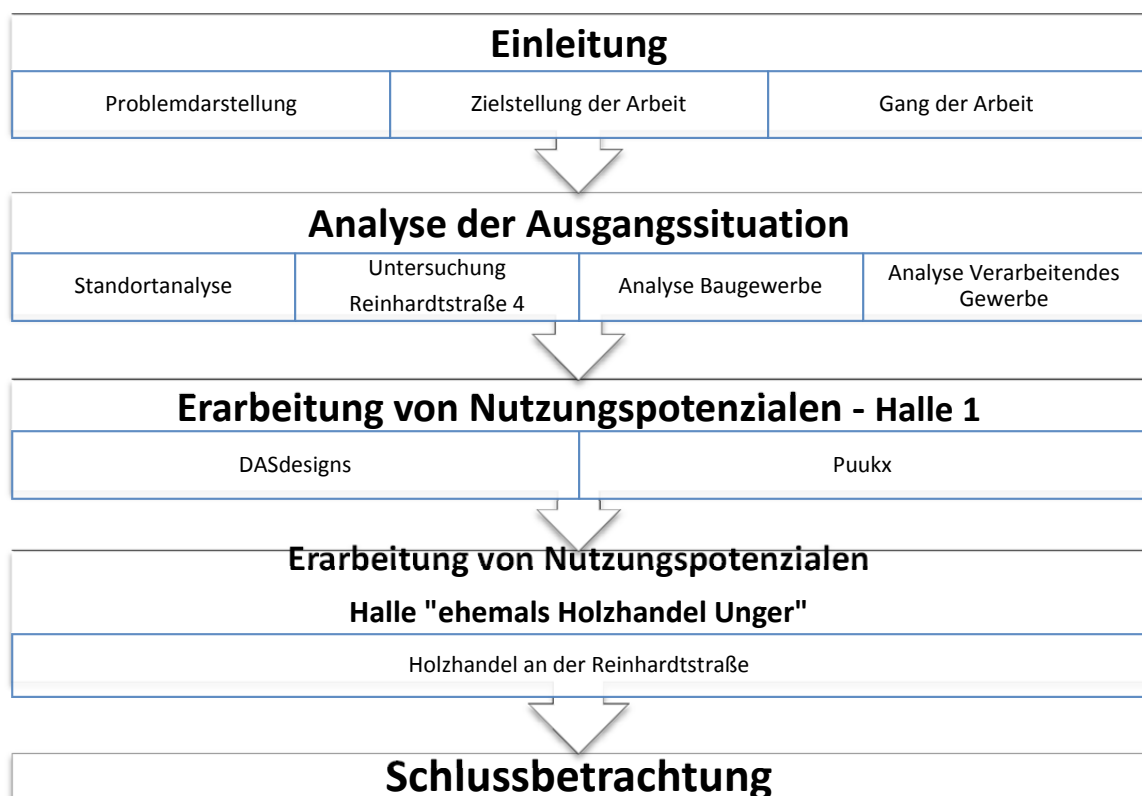 Einleitung
Problemdarstellung
Zielstellung der Arbeit
Gang der Arbeit
Analyse der Ausgangssituation
Standortanalyse
Untersuchung
Reinhardtstraße 4
Analyse Baugewerbe
Analyse Verarbeitendes
Gewerbe
Erarbeitung von Nutzungspotenzialen - Halle 1
DASdesigns
Puukx
Erarbeitung von Nutzungspotenzialen
Halle "ehemals Holzhandel Unger"
Holzhandel an der Reinhardtstraße
Schlussbetrachtung